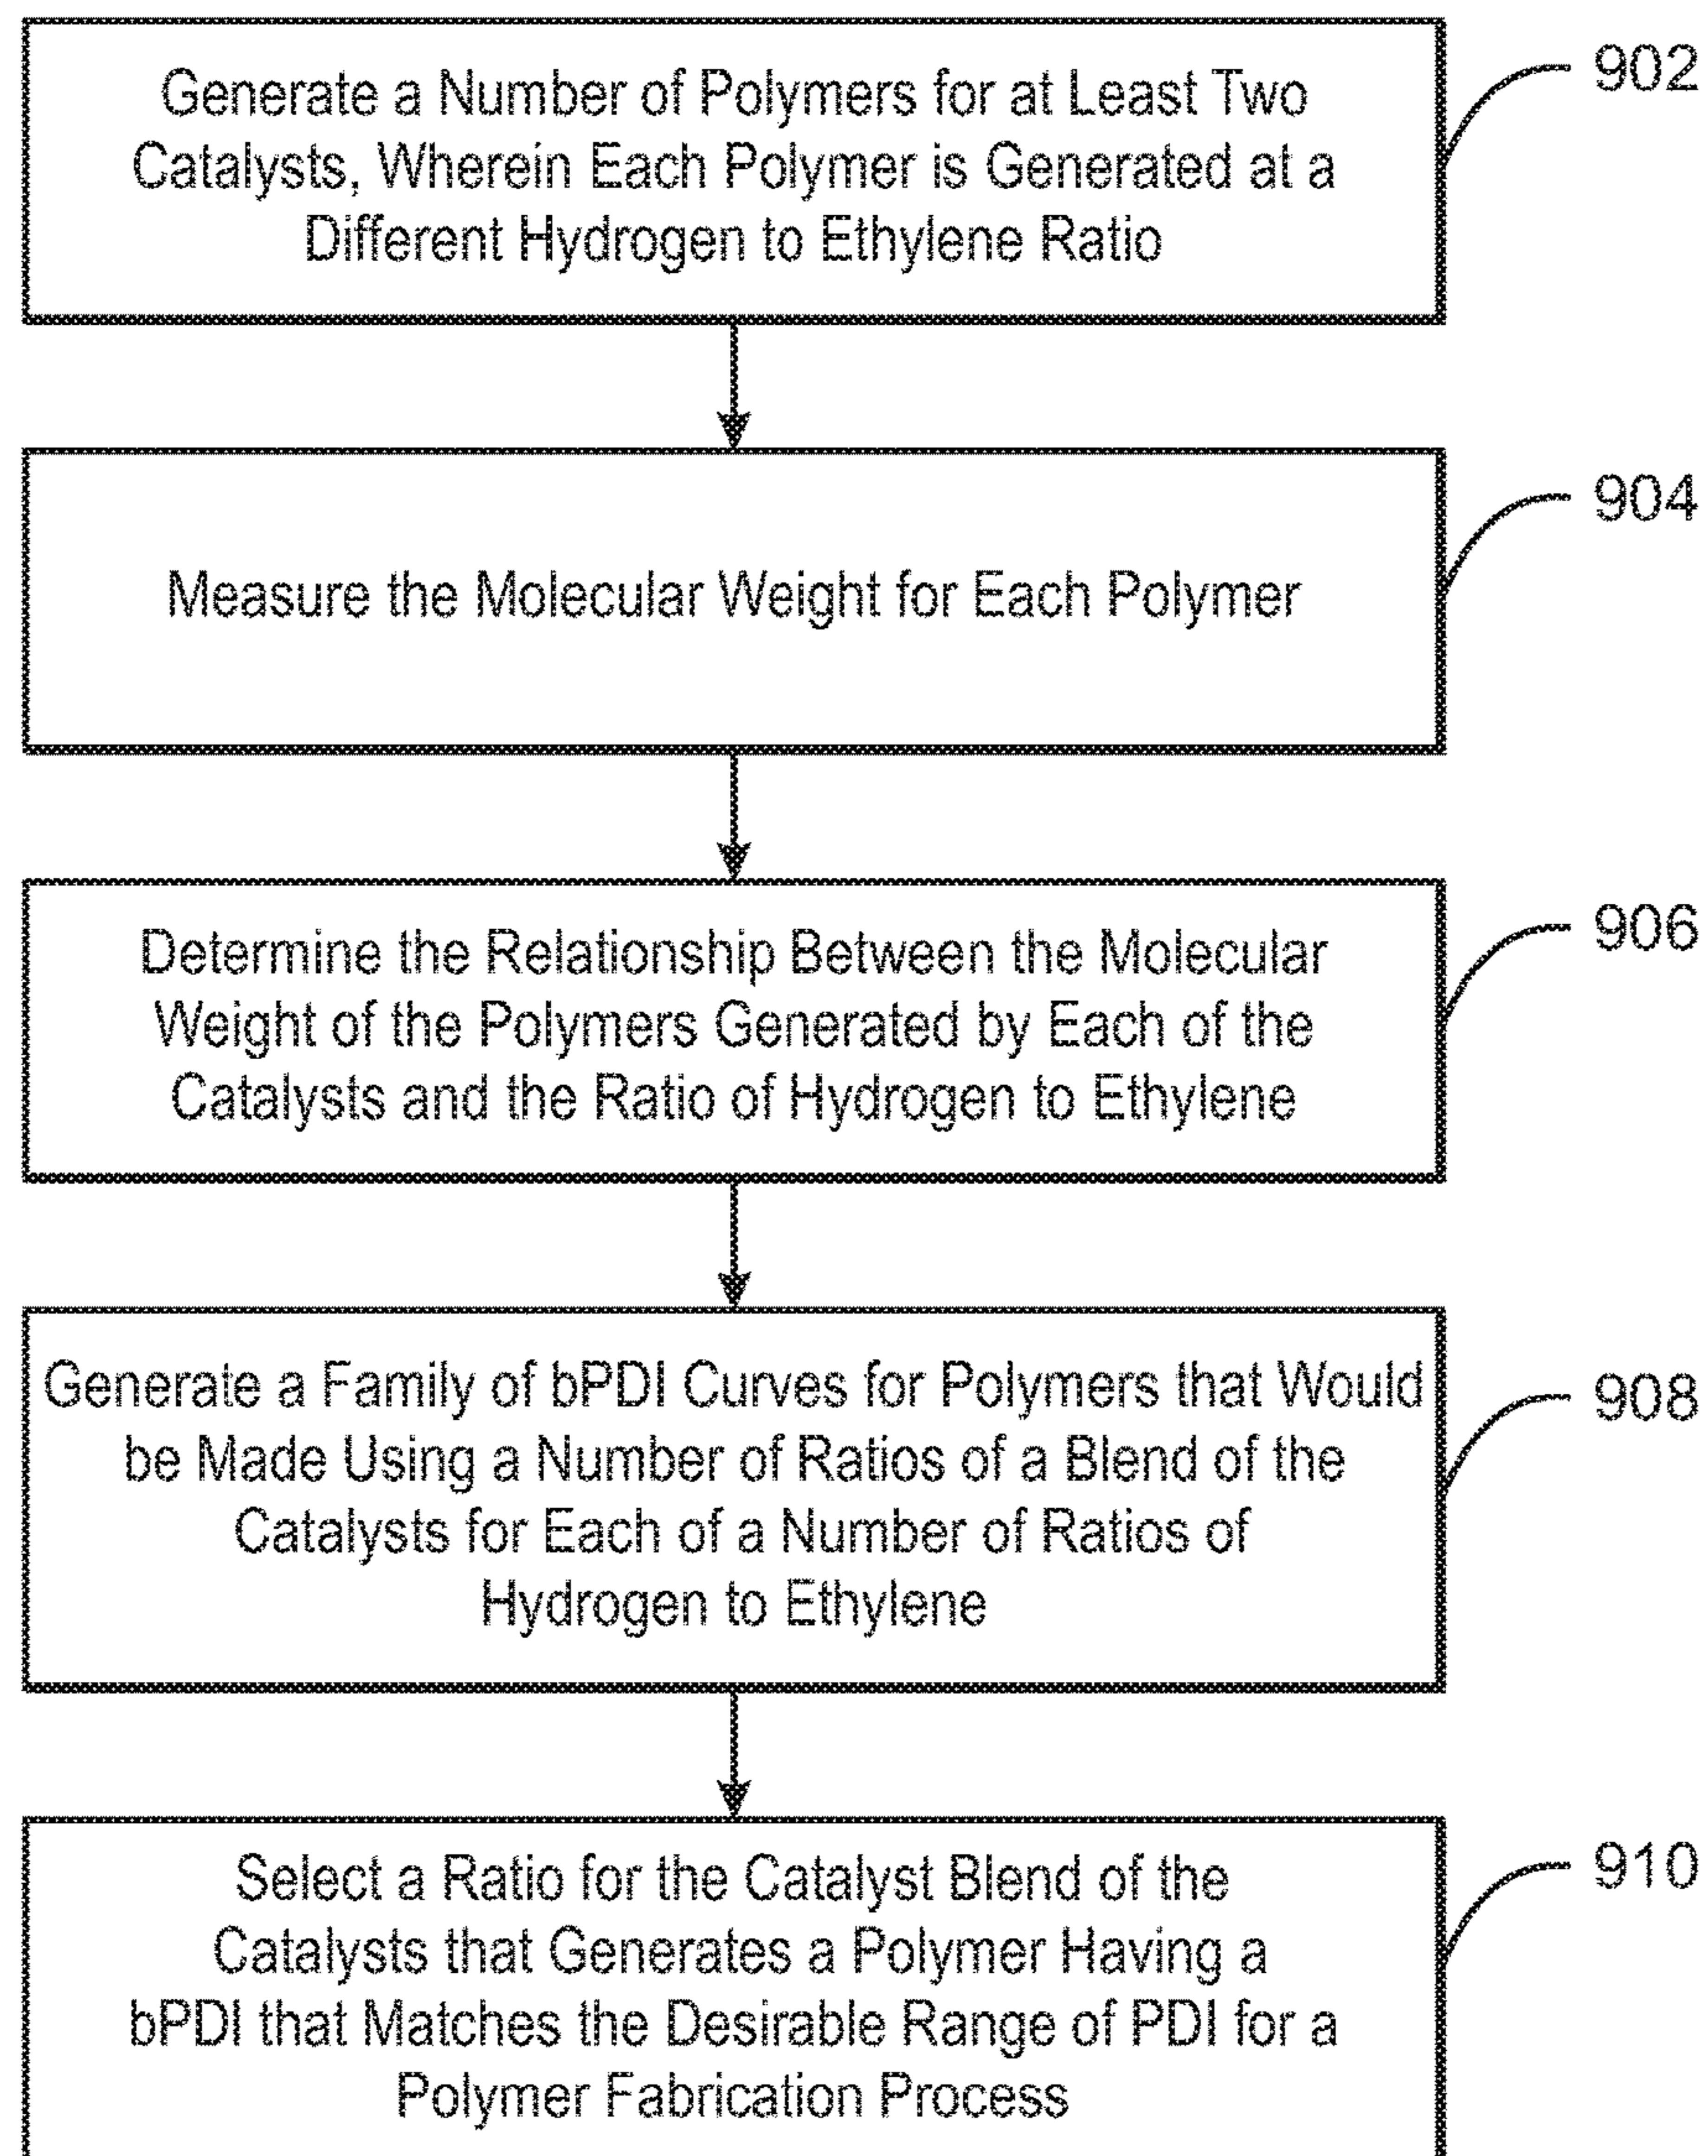 Generate a Number of Polymers for at Least Two
Catalysts, Wherein Each Polymer is Generated at a
Different Hydrogen to Ethylene Ratio
902
Measure the Molecular Weight for Each Polymer
904
Determine the Relationship Between the Molecular
Weight of the Polymers Generated by Each of the
Catalysts and the Ratio of Hydrogen to Ethylene
906
Generate a Family of bPDI Curves for Polymers that Would
be Made Using a Number of Ratios of a Blend of the
Catalysts for Each of a Number of Ratios of
Hydrogen to Ethylene
908
Select a Ratio for the Catalyst Blend of the
Catalysts that Generates a Polymer Having a
bPDI that Matches the Desirable Range of PDI for a
Polymer Fabrication Process
910